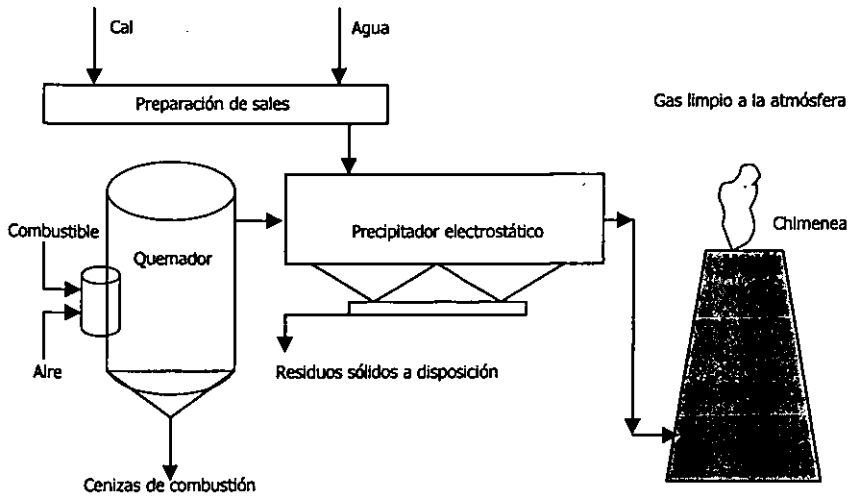 Cal
Agua
Preparación de sales
Gas limpio a la atmósfera
Combustible
Quemador
Precipitador electrostático
Chimenea
Aire
Residuos sólidos a disposición
Cenizas de combustión